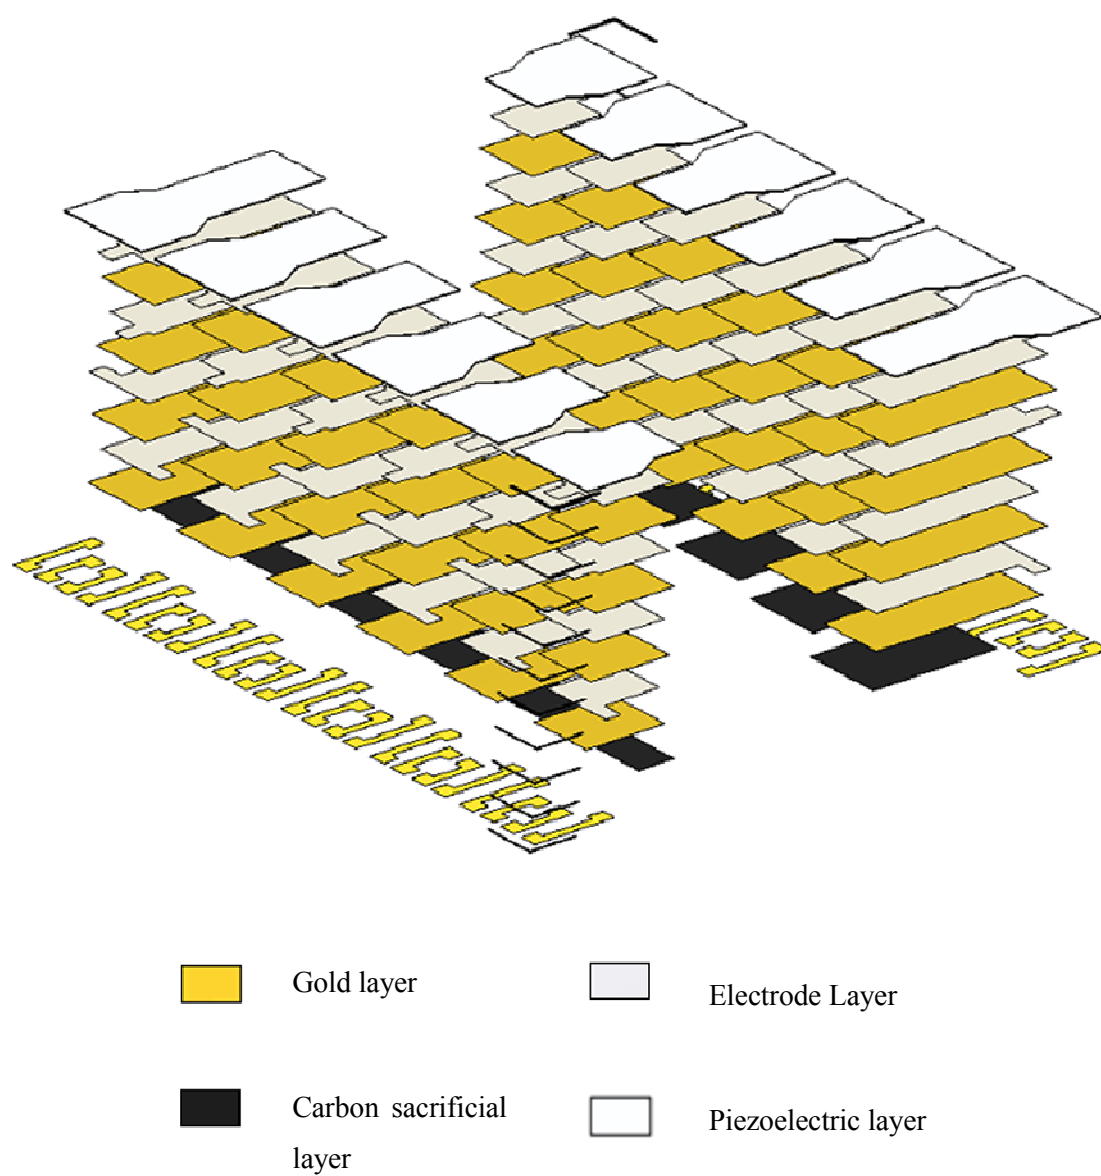 Gold layer
Electrode Layer
Carbon sacrificial
layer
Piezoelectric layer